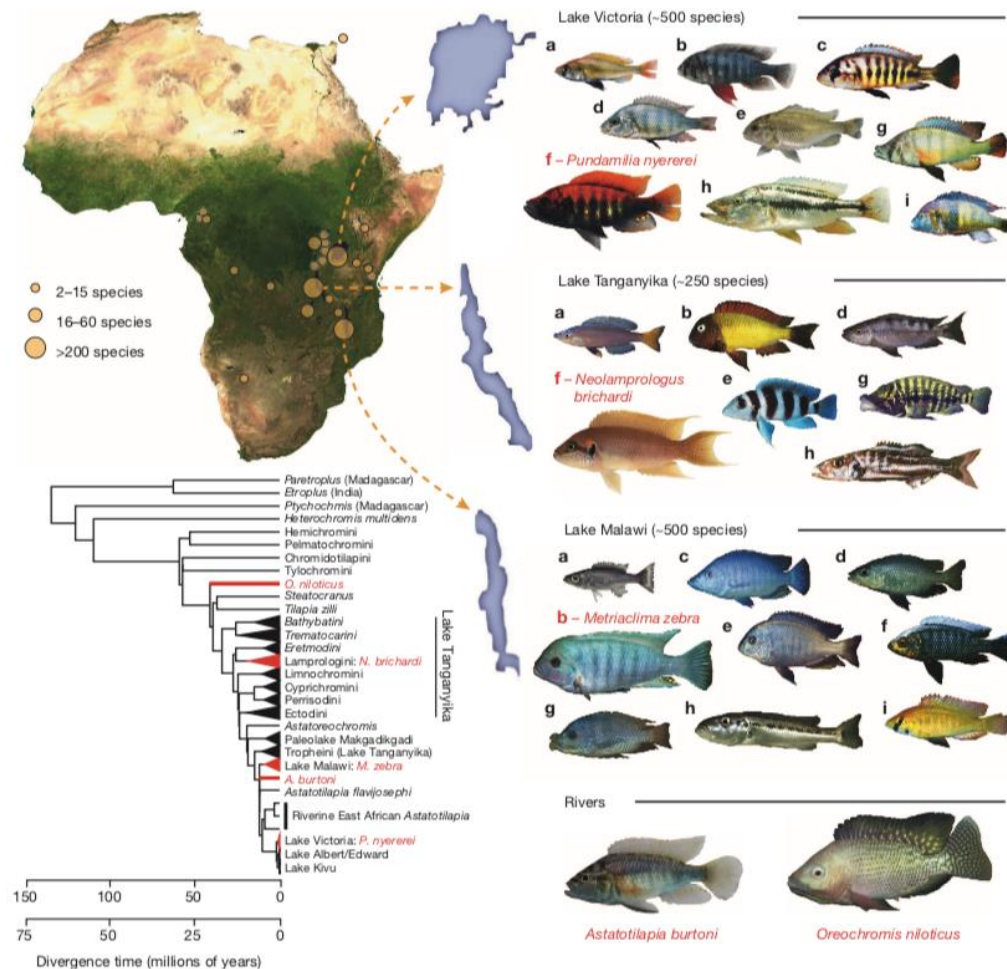 Lake Victoria (~500 species)
a
b
c
d
e
g
f – Pundamilia nyererei
h
i
2–15 species
16–60 species
>200 species
Lake Tanganyika (~250 species)
a
b
d
f – Neolamprologus
brichardi
e
g
h
Lake Malawi (~500 species)
a
c
d
b – Metriaclima zebra
e
f
g
h
i
Rivers
Astatotilapia burtoni
Oreochromis niloticus
Paretroplus (Madagascar)
Etroplus (India)
Ptychochmis (Madagascar)
Heterochromis multidens
Hemichromini
Pelmatochromini
Chromidotilapini
Tylochromini
O. niloticus
Steatocranus
Tilapia zilli
Bathybatini
Trematocarini
Eretmodini
Lamprologini: N. brichardi
Limnochromini
Cyprichromini
Perrisodini
Ectodini
Lake Tanganyika
Astatoreochromis
Paleolake Makgadikgadi
Tropheini (Lake Tanganyika)
Lake Malawi: M. zebra
A. burtoni
Astatotilapia flavijosephi
Riverine East African Astatotilapia
Lake Victoria: P. nyererei
Lake Albert/Edward
Lake Kivu
150 100 50 0
75 50 25 0
Divergence time (millions of years)